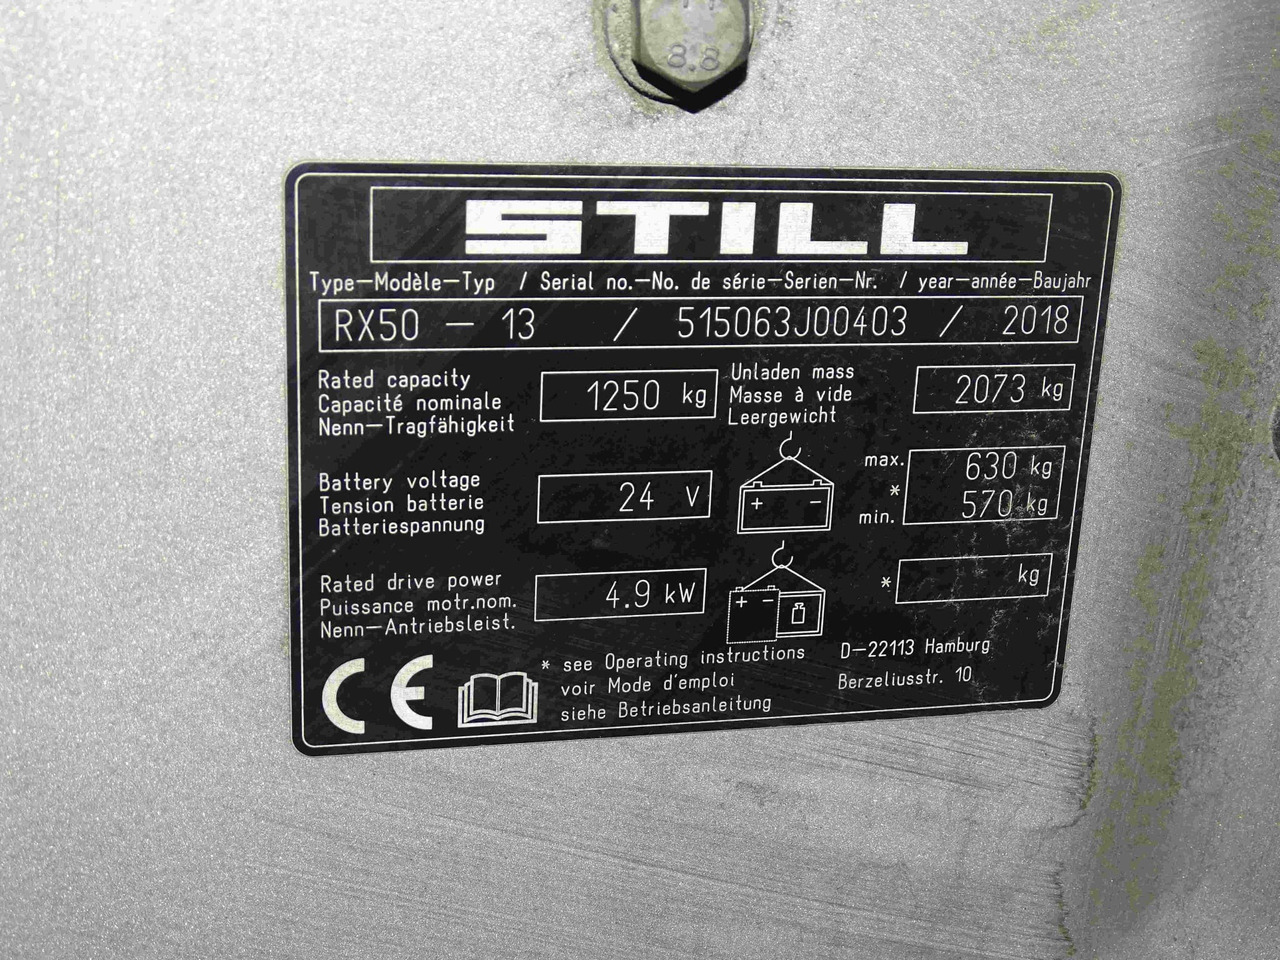 8.8
STILL
Type–Modèle–Typ / Serial no.–No. de série–Serien–Nr. / year–année–Baujahr
RX50 – 13 / 515063J00403 / 2018
Rated capacity
Capacité nominale
Nenn–Tragfähigkeit
1250 kg
Unladen mass
Masse à vide
Leergewicht
2073 kg
Battery voltage
Tension batterie
Batteriespannung
24 V
+ –
max. 630 kg
*
min. 570 kg
Rated drive power
Puissance motr.nom.
Nenn–Antriebsleist.
4.9 kW
+ –
* kg
CE
* see Operating instructions
voir Mode d'emploi
siehe Betriebsanleitung
D–22113 Hamburg
Berzeliusstr. 10